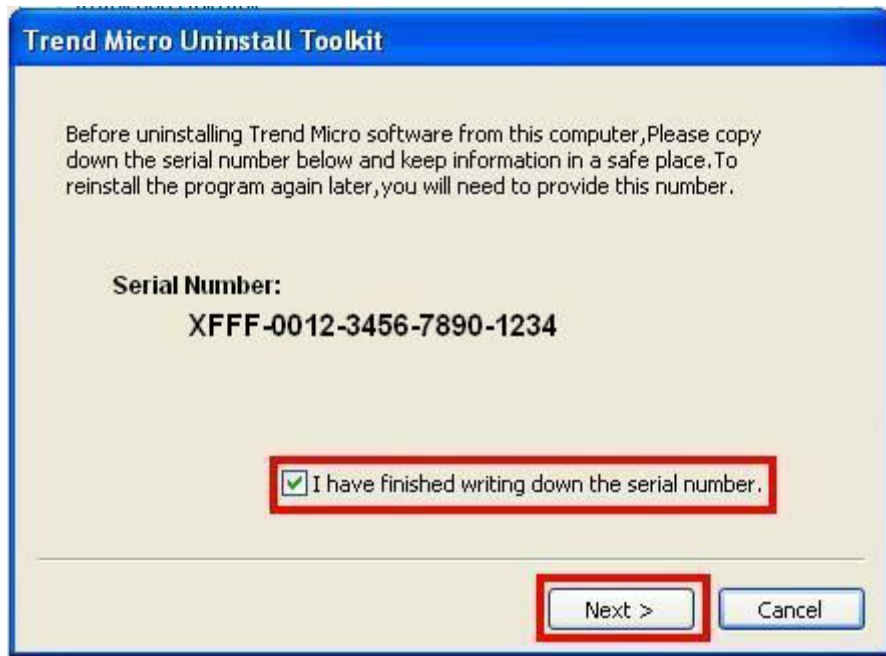 Trend Micro Uninstall Toolkit
Before uninstalling Trend Micro software from this computer,Please copy
down the serial number below and keep information in a safe place.To
reinstall the program again later,you will need to provide this number.
Serial Number:
XFFF-0012-3456-7890-1234
I have finished writing down the serial number.
Next >
Cancel